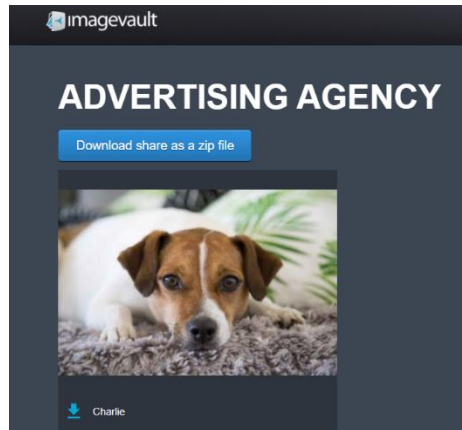 imagevault
ADVERTISING AGENCY
Download share as a zip file
Charlie